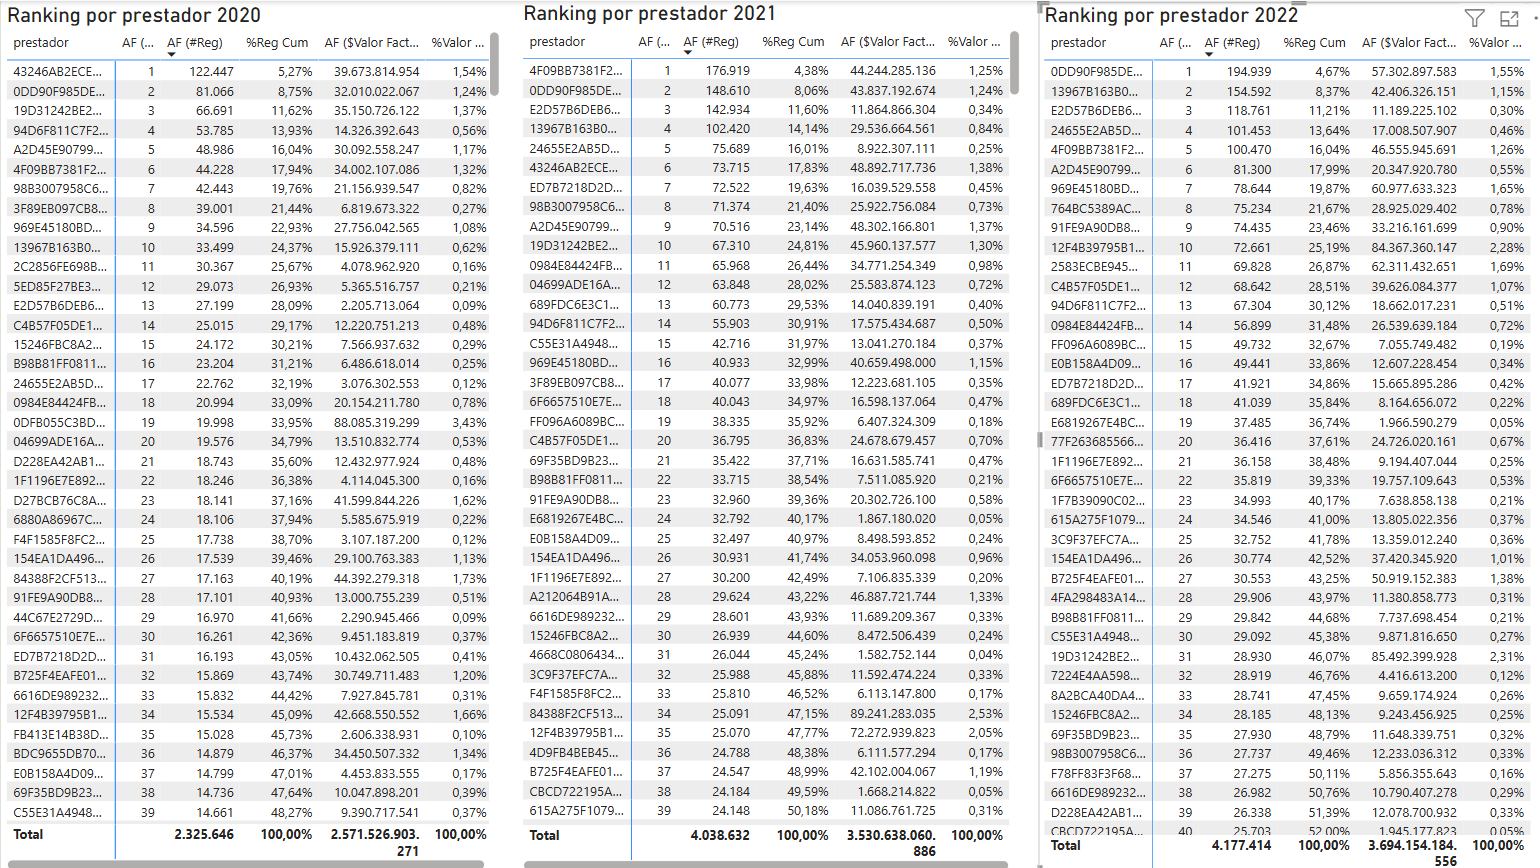 Ranking por prestador 2020
prestador AF (... AF (#Reg) %Reg Cum AF ($Valor Fact... %Valor ...
43246AB2ECE... 1 122.447 5,27% 39.673.814.954 1,54%
0DD90F985DE... 2 81.066 8,75% 32.010.022.067 1,24%
19D31242BE2... 3 66.691 11,62% 35.150.726.122 1,37%
94D6F811C7F2... 4 53.785 13,93% 14.326.392.643 0,56%
A2D45E90799... 5 48.986 16,04% 30.092.558.247 1,17%
4F09BB7381F2... 6 44.228 17,94% 34.002.107.086 1,32%
98B3007958C6... 7 42.443 19,76% 21.156.939.547 0,82%
3F89EB097CB8... 8 39.001 21,44% 6.819.673.322 0,27%
969E45180BD... 9 34.596 22,93% 27.756.042.565 1,08%
13967B163B0... 10 33.499 24,37% 15.926.379.111 0,62%
2C2856FE698B... 11 30.367 25,67% 4.078.962.920 0,16%
5ED85F27BE3... 12 29.073 26,93% 5.365.516.757 0,21%
E2D57B6DEB6... 13 27.199 28,09% 2.205.713.064 0,09%
C4B57F05DE1... 14 25.015 29,17% 12.220.751.213 0,48%
15246FBC8A2... 15 24.172 30,21% 7.566.937.632 0,29%
B98B81FF0811... 16 23.204 31,21% 6.486.618.014 0,25%
24655E2AB5D... 17 22.762 32,19% 3.076.302.553 0,12%
0984E84424FB... 18 20.994 33,09% 20.154.211.780 0,78%
0DFB055C3BD... 19 19.998 33,95% 88.085.319.299 3,43%
04699ADE16A... 20 19.576 34,79% 13.510.832.774 0,53%
D228EA42AB1... 21 18.743 35,60% 12.432.977.924 0,48%
1F1196E7E892... 22 18.246 36,38% 4.114.045.300 0,16%
D27BCB76C8A... 23 18.141 37,16% 41.599.844.226 1,62%
6880A86967C... 24 18.106 37,94% 5.585.675.919 0,22%
F4F1585F8FC2... 25 17.738 38,70% 3.107.187.200 0,12%
154EA1DA496... 26 17.539 39,46% 29.100.763.383 1,13%
84388F2CF513... 27 17.163 40,19% 44.392.279.318 1,73%
91FE9A90DB8... 28 17.101 40,93% 13.000.755.239 0,51%
44C67E2729D... 29 16.970 41,66% 2.290.945.466 0,09%
6F6657510E7E... 30 16.261 42,36% 9.451.183.819 0,37%
ED7B7218D2D... 31 16.193 43,05% 10.432.062.505 0,41%
B725F4EAFE01... 32 15.869 43,74% 30.749.711.483 1,20%
6616DE989232... 33 15.832 44,42% 7.927.845.781 0,31%
12F4B39795B1... 34 15.534 45,09% 42.668.550.552 1,66%
FB413E14B38D... 35 15.028 45,73% 2.606.338.931 0,10%
BDC9655DB70... 36 14.879 46,37% 34.450.507.332 1,34%
E0B158A4D09... 37 14.799 47,01% 4.453.833.555 0,17%
69F35BD9B23... 38 14.736 47,64% 10.047.898.201 0,39%
C55E31A4948... 39 14.661 48,27% 9.390.717.541 0,37%
Total 2.325.646 100,00% 2.571.526.903. 100,00%
271
Ranking por prestador 2021
prestador AF (... AF (#Reg) %Reg Cum AF ($Valor Fact... %Valor ...
4F09BB7381F2... 1 176.919 4,38% 44.244.285.136 1,25%
0DD90F985DE... 2 148.610 8,06% 43.837.192.674 1,24%
E2D57B6DEB6... 3 142.934 11,60% 11.864.866.304 0,34%
13967B163B0... 4 102.420 14,14% 29.536.664.561 0,84%
24655E2AB5D... 5 75.689 16,01% 8.922.307.111 0,25%
43246AB2ECE... 6 73.715 17,83% 48.892.717.736 1,38%
ED7B7218D2D... 7 72.522 19,63% 16.039.529.558 0,45%
98B3007958C6... 8 71.374 21,40% 25.922.756.084 0,73%
A2D45E90799... 9 70.516 23,14% 48.302.166.801 1,37%
19D31242BE2... 10 67.310 24,81% 45.960.137.577 1,30%
0984E84424FB... 11 65.968 26,44% 34.771.254.349 0,98%
04699ADE16A... 12 63.848 28,02% 25.583.874.123 0,72%
689FDC6E3C1... 13 60.773 29,53% 14.040.839.191 0,40%
94D6F811C7F2... 14 55.903 30,91% 17.575.434.687 0,50%
C55E31A4948... 15 42.716 31,97% 13.041.270.184 0,37%
969E45180BD... 16 40.933 32,99% 40.659.498.000 1,15%
3F89EB097CB8... 17 40.077 33,98% 12.223.681.105 0,35%
6F6657510E7E... 18 40.043 34,97% 16.598.137.064 0,47%
FF096A6089BC... 19 38.335 35,92% 6.407.324.309 0,18%
C4B57F05DE1... 20 36.795 36,83% 24.678.679.457 0,70%
69F35BD9B23... 21 35.422 37,71% 16.631.585.741 0,47%
B98B81FF0811... 22 33.715 38,54% 7.511.085.920 0,21%
91FE9A90DB8... 23 32.960 39,36% 20.302.726.100 0,58%
E6819267E4BC... 24 32.792 40,17% 1.867.180.020 0,05%
E0B158A4D09... 25 32.497 40,97% 8.498.593.852 0,24%
154EA1DA496... 26 30.931 41,74% 34.053.960.098 0,96%
1F1196E7E892... 27 30.200 42,49% 7.106.835.339 0,20%
A212064B91A... 28 29.624 43,22% 46.887.721.744 1,33%
6616DE989232... 29 28.601 43,93% 11.689.209.367 0,33%
15246FBC8A2... 30 26.939 44,60% 8.472.506.439 0,24%
4668C0806434... 31 26.044 45,24% 1.582.752.144 0,04%
3C9F37EFC7A... 32 25.988 45,88% 11.592.474.224 0,33%
F4F1585F8FC2... 33 25.810 46,52% 6.113.147.800 0,17%
84388F2CF513... 34 25.091 47,15% 89.241.283.035 2,53%
12F4B39795B1... 35 25.070 47,77% 72.272.939.823 2,05%
4D9FB4BEB45... 36 24.788 48,38% 6.111.577.294 0,17%
B725F4EAFE01... 37 24.547 48,99% 42.102.004.067 1,19%
CBCD722195A... 38 24.184 49,59% 1.668.214.822 0,05%
615A275F1079... 39 24.148 50,18% 11.086.761.725 0,31%
Total 4.038.632 100,00% 3.530.638.060. 100,00%
886
Ranking por prestador 2022
prestador AF (... AF (#Reg) %Reg Cum AF ($Valor Fact... %Valor ...
0DD90F985DE... 1 194.939 4,67% 57.302.897.583 1,55%
13967B163B0... 2 154.592 8,37% 42.406.326.151 1,15%
E2D57B6DEB6... 3 118.761 11,21% 11.189.225.102 0,30%
24655E2AB5D... 4 101.453 13,64% 17.008.507.907 0,46%
4F09BB7381F2... 5 100.470 16,04% 46.555.945.691 1,26%
A2D45E90799... 6 81.300 17,99% 20.347.920.780 0,55%
969E45180BD... 7 78.644 19,87% 60.977.633.323 1,65%
764BC5389AC... 8 75.234 21,67% 28.925.029.402 0,78%
91FE9A90DB8... 9 74.435 23,46% 33.216.161.699 0,90%
12F4B39795B1... 10 72.661 25,19% 84.367.360.147 2,28%
2583ECBE945... 11 69.828 26,87% 62.311.432.651 1,69%
C4B57F05DE1... 12 68.642 28,51% 39.626.084.377 1,07%
94D6F811C7F2... 13 67.304 30,12% 18.662.017.231 0,51%
0984E84424FB... 14 56.899 31,48% 26.539.639.184 0,72%
FF096A6089BC... 15 49.732 32,67% 7.055.749.482 0,19%
E0B158A4D09... 16 49.441 33,86% 12.607.228.454 0,34%
ED7B7218D2D... 17 41.921 34,86% 15.665.895.286 0,42%
689FDC6E3C1... 18 41.039 35,84% 8.164.656.072 0,22%
E6819267E4BC... 19 37.485 36,74% 1.966.590.279 0,05%
77F263685566... 20 36.416 37,61% 24.726.020.161 0,67%
1F1196E7E892... 21 36.158 38,48% 9.194.407.044 0,25%
6F6657510E7E... 22 35.819 39,33% 19.757.109.643 0,53%
1F7B39090C02... 23 34.993 40,17% 7.638.858.138 0,21%
615A275F1079... 24 34.546 41,00% 13.805.022.356 0,37%
3C9F37EFC7A... 25 32.752 41,78% 13.359.012.240 0,36%
154EA1DA496... 26 30.774 42,52% 37.420.345.920 1,01%
B725F4EAFE01... 27 30.553 43,25% 50.919.152.383 1,38%
4FA298483A14... 28 29.906 43,97% 11.380.858.773 0,31%
B98B81FF0811... 29 29.842 44,68% 7.737.698.454 0,21%
C55E31A4948... 30 29.092 45,38% 9.871.816.650 0,27%
19D31242BE2... 31 28.930 46,07% 85.492.399.928 2,31%
7224E4AA598... 32 28.919 46,76% 4.416.613.200 0,12%
8A2BCA40DA4... 33 28.741 47,45% 9.659.174.924 0,26%
15246FBC8A2... 34 28.185 48,13% 9.243.456.925 0,25%
69F35BD9B23... 35 27.930 48,79% 11.648.339.751 0,32%
98B3007958C6... 36 27.737 49,46% 12.233.036.312 0,33%
F78FF83F3F68... 37 27.275 50,11% 5.856.355.643 0,16%
6616DE989232... 38 26.982 50,76% 10.790.407.278 0,29%
D228EA42AB1... 39 26.338 51,39% 12.078.700.932 0,33%
CBCD722195A... 40 25.703 52,00% 1.945.177.823 0,05%
Total 4.177.414 100,00% 3.694.154.184. 100,00%
556